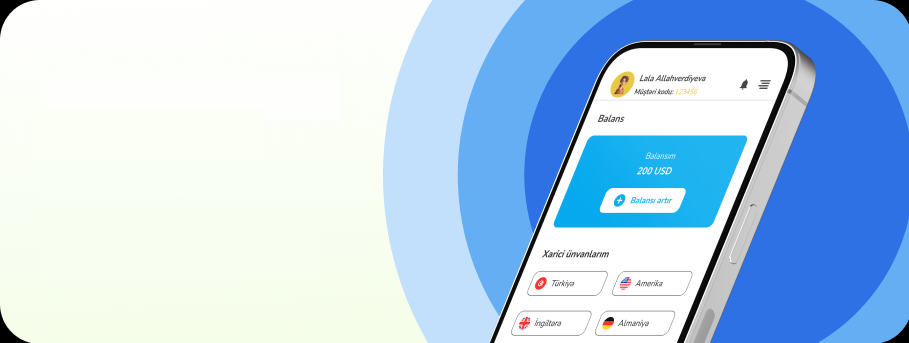 Lala Allahverdiyeva
Müştəri kodu: 123456
Balans
Balansım
200 USD
Balansı artır
Xarici ünvanlarım
Türkiyə
Amerika
İngiltərə
Almaniya